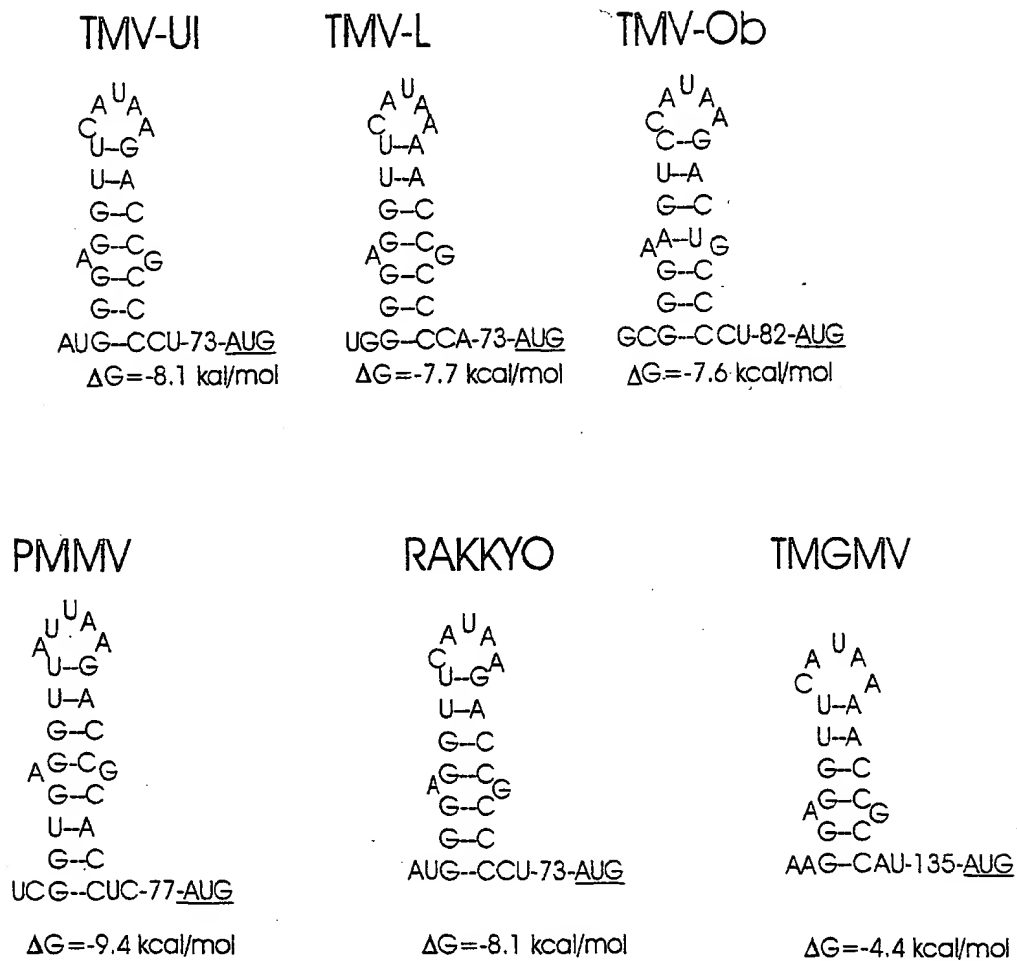 TMV-UI
U
A A
C A
U--G
U--A
G--C
G--C
A G
G--C
G--C
AUG--CCU-73-AUG
ΔG=-8.1 kal/mol
TMV-L
U
A A
C A
U--A
U--A
G--C
G--C
A G
G--C
G--C
UGG--CCA-73-AUG
ΔG=-7.7 kcal/mol
TMV-Ob
U
A A
C A
C--G
U--A
G--C
A A--U G
G--C
G--C
GCG--CCU-82-AUG
ΔG=-7.6 kcal/mol
PMMV
U
U A
A A
U--G
U--A
G--C
A G--C G
G--C
U--A
G--C
UCG--CUC-77-AUG
ΔG=-9.4 kcal/mol
RAKKYO
U
A A
C A
U--G
U--A
G--C
G--C
A G
G--C
G--C
AUG--CCU-73-AUG
ΔG=-8.1 kcal/mol
TMGMV
U
A A
C A
U--A
U--A
G--C
G--C
A G
G--C
AAG--CAU-135-AUG
ΔG=-4.4 kcal/mol